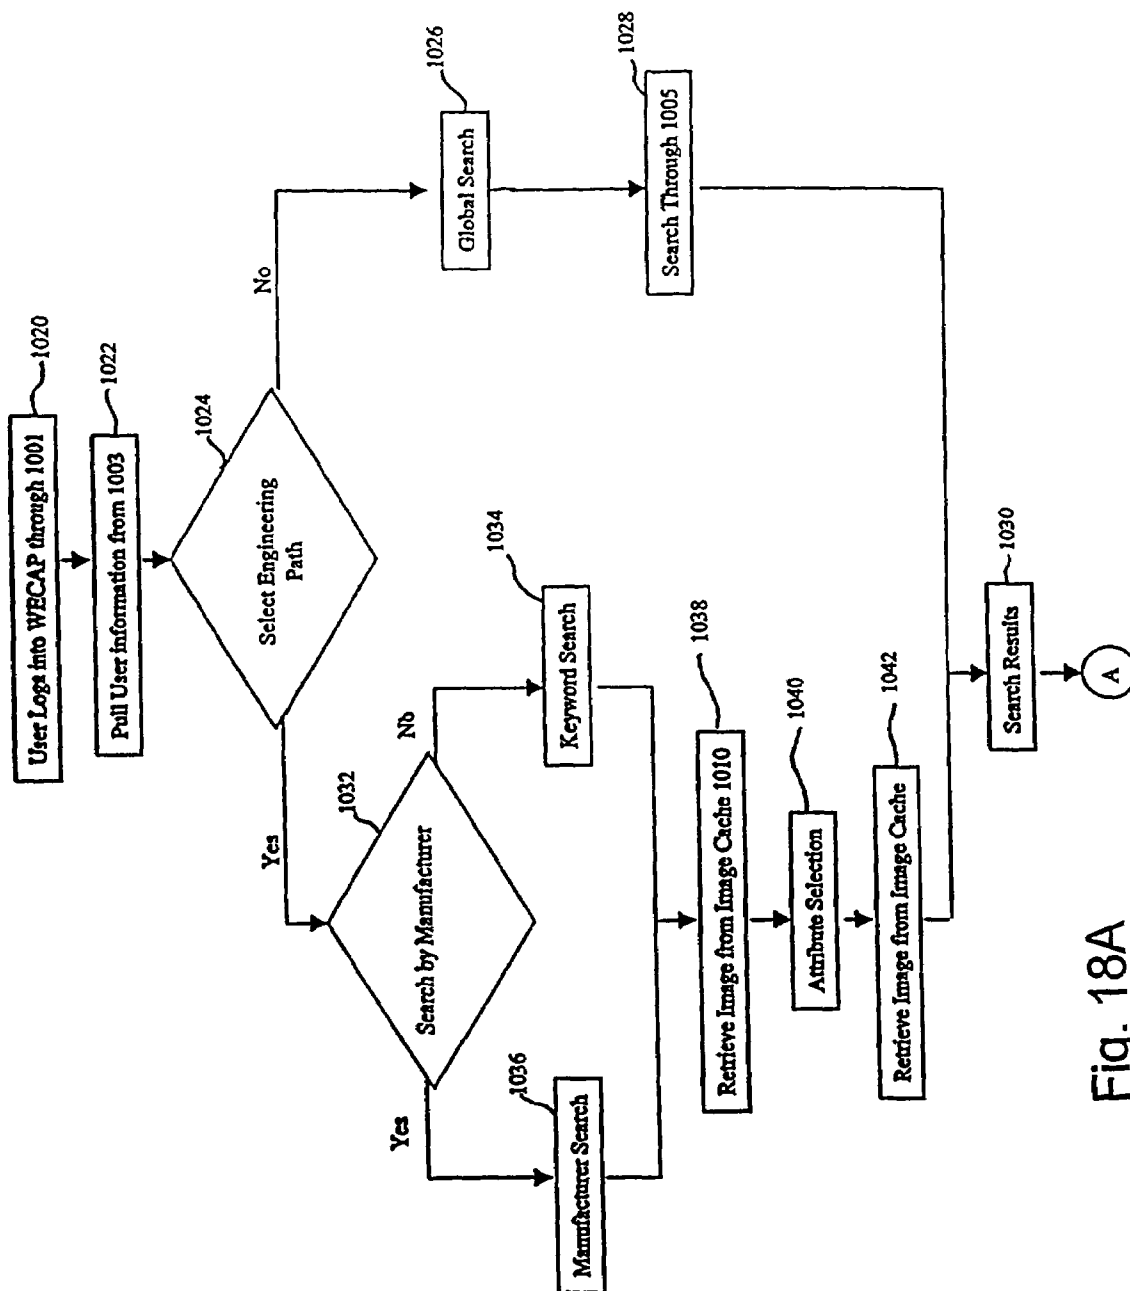 1020
User Logs into WECAP through 1001
1022
Pull User information from 1003
1024
Select Engineering
Path
Yes
No
1026
Global Search
1028
Search Through 1005
1032
Search by Manufacturer
Yes
No
1034
Keyword Search
1036
Manufacturer Search
1038
Retrieve Image from Image Cache 1010
1040
Attribute Selection
1042
Retrieve Image from Image Cache
1030
Search Results
A
Fig. 18A